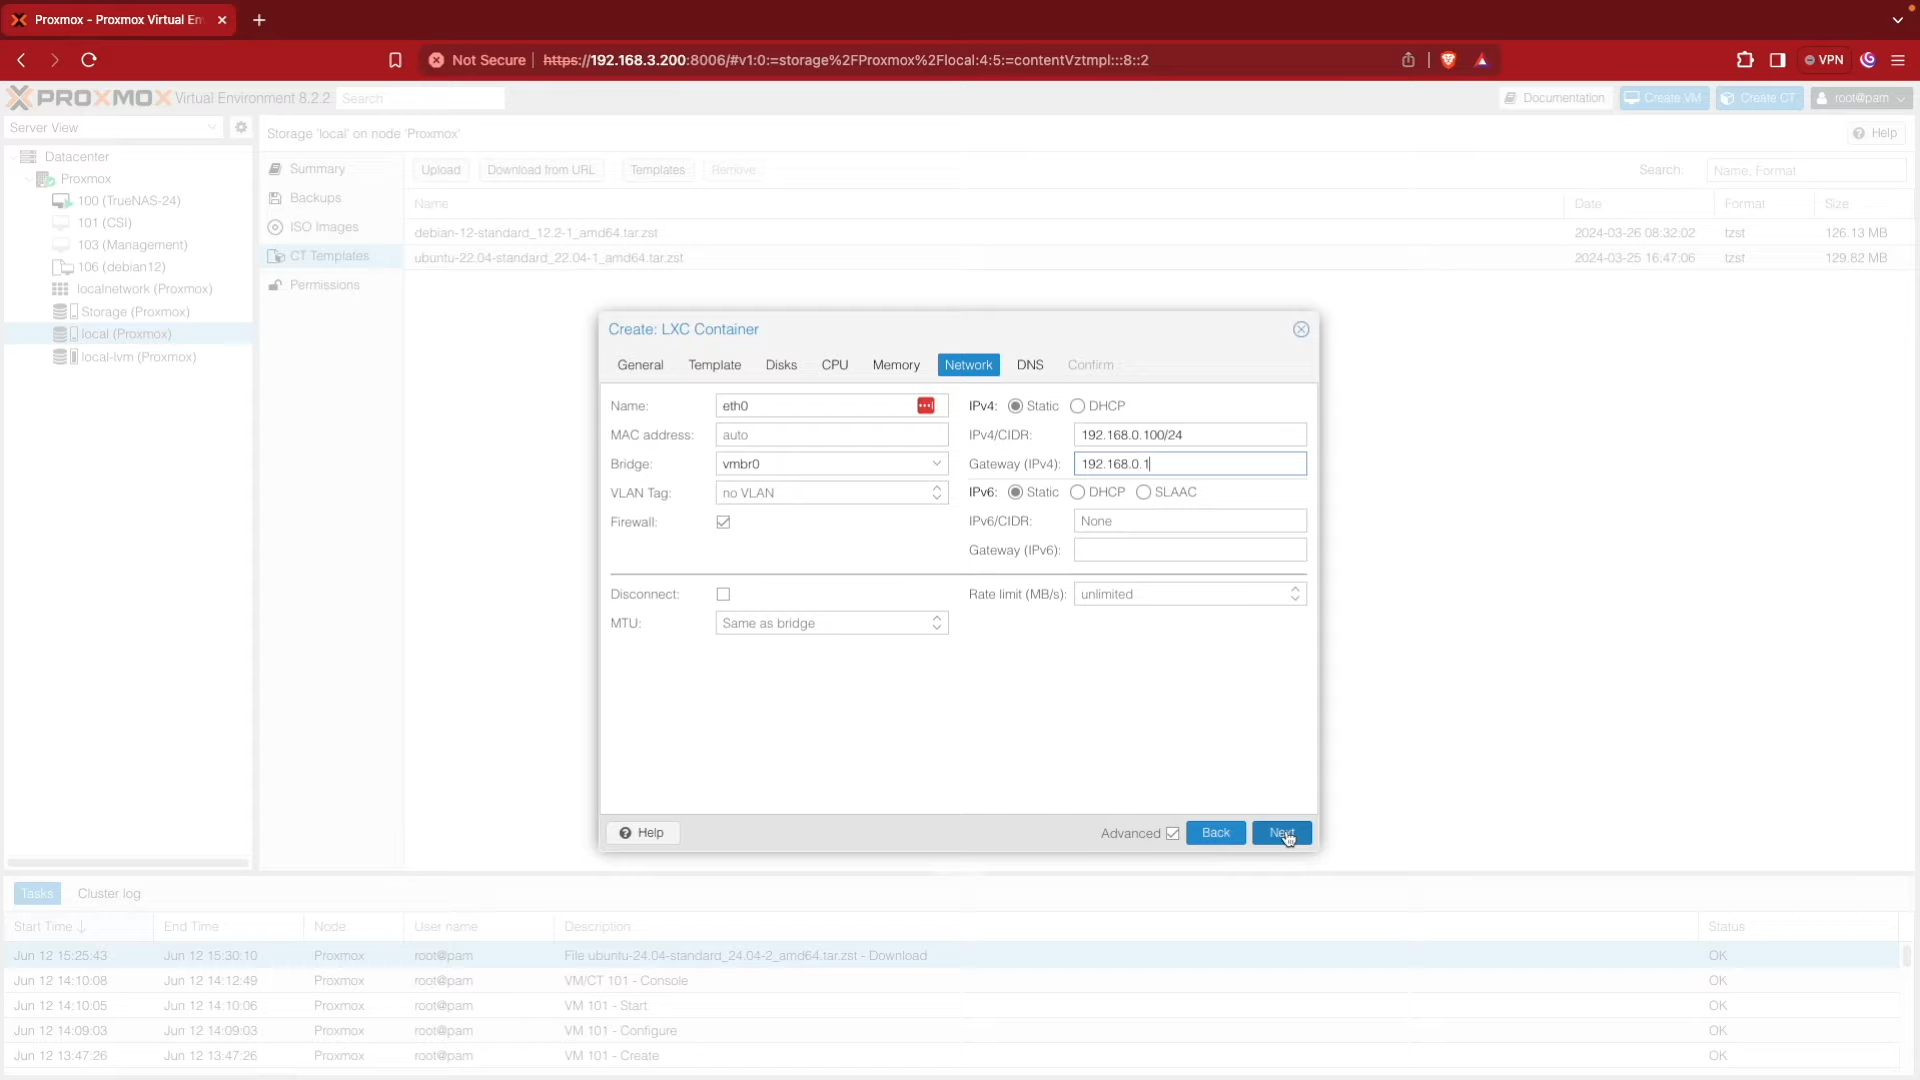 Proxmox - Proxmox Virtual En
Not Secure https://192.168.3.200:8006/#v1:0:=storage%2FProxmox%2Flocal:4:5:=contentVztmpl:::8::2 VPN
PROXMOX Virtual Environment 8.2.2 Search Documentation Create VM Create CT root@pam
Server View
Storage 'local' on node 'Proxmox' Help
Datacenter
Proxmox
100 (TrueNAS-24)
101 (CSI)
103 (Management)
106 (debian12)
localnetwork (Proxmox)
Storage (Proxmox)
local (Proxmox)
local-lvm (Proxmox)
Summary
Backups
ISO Images
CT Templates
Permissions
Upload Download from URL Templates Remove Search: Name, Format
Name Date Format Size
debian-12-standard_12.2-1_amd64.tar.zst 2024-03-26 08:32:02 tzst 126.13 MB
ubuntu-22.04-standard_22.04-1_amd64.tar.zst 2024-03-25 16:47:06 tzst 129.82 MB
Create: LXC Container
General Template Disks CPU Memory Network DNS Confirm
Name: eth0
MAC address: auto
Bridge: vmbr0
VLAN Tag: no VLAN
Firewall:
IPv4: Static DHCP
IPv4/CIDR: 192.168.0.100/24
Gateway (IPv4): 192.168.0.1
IPv6: Static DHCP SLAAC
IPv6/CIDR: None
Gateway (IPv6):
Disconnect:
MTU: Same as bridge
Rate limit (MB/s): unlimited
Help Advanced Back Next
Tasks Cluster log
Start Time End Time Node User name Description Status
Jun 12 15:25:43 Jun 12 15:30:10 Proxmox root@pam File ubuntu-24.04-standard_24.04-2_amd64.tar.zst - Download OK
Jun 12 14:10:08 Jun 12 14:12:49 Proxmox root@pam VM/CT 101 - Console OK
Jun 12 14:10:05 Jun 12 14:10:06 Proxmox root@pam VM 101 - Start OK
Jun 12 14:09:03 Jun 12 14:09:03 Proxmox root@pam VM 101 - Configure OK
Jun 12 13:47:26 Jun 12 13:47:26 Proxmox root@pam VM 101 - Create OK